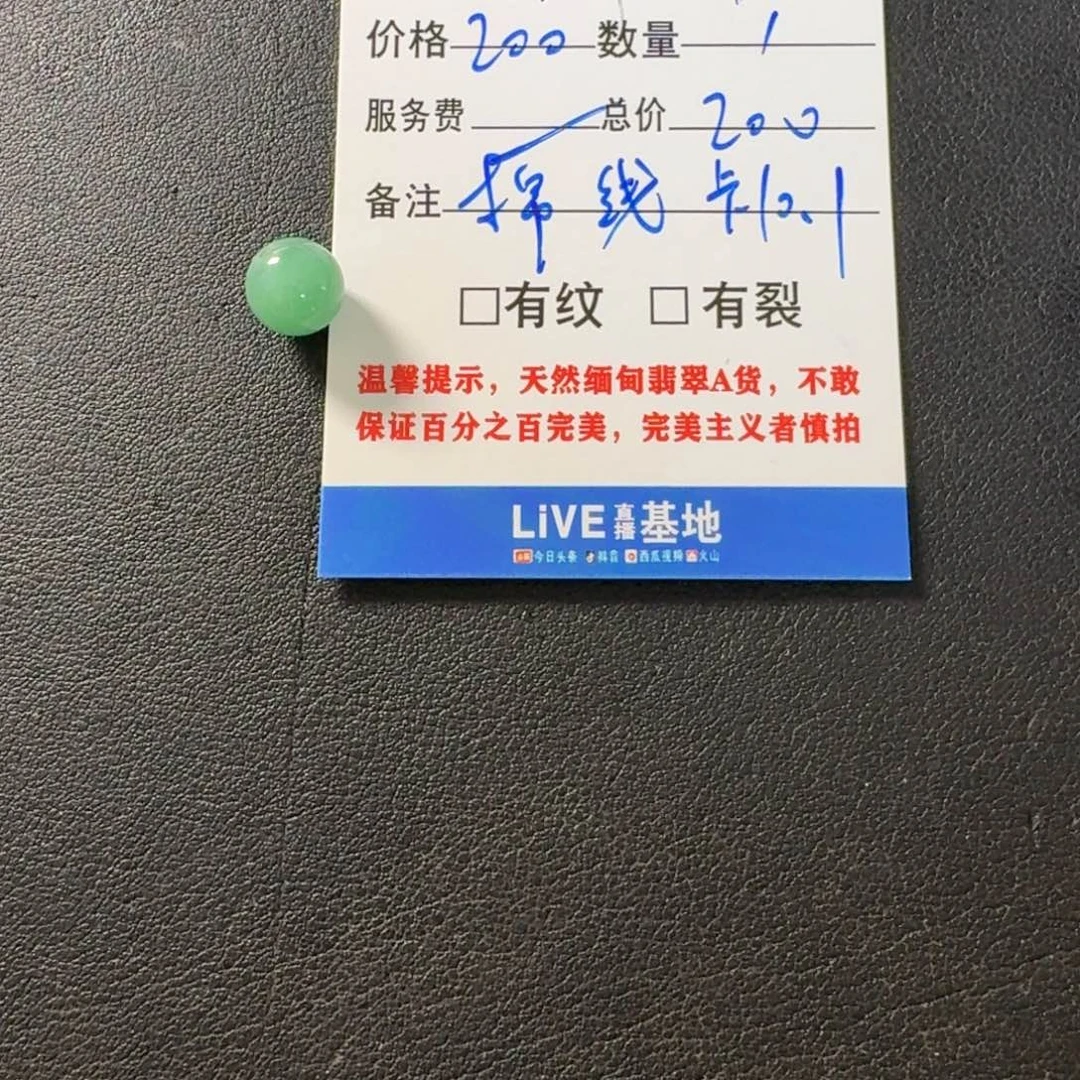 价格 200 数量 1
服务费 总价 200
备注 棉 线 卡10.1
□有纹 □有裂
温馨提示，天然缅甸翡翠A货，不敢
保证百分之百完美，完美主义者慎拍
LiVE 直播 基地
头条 今日头条 抖音 西瓜视频 火山